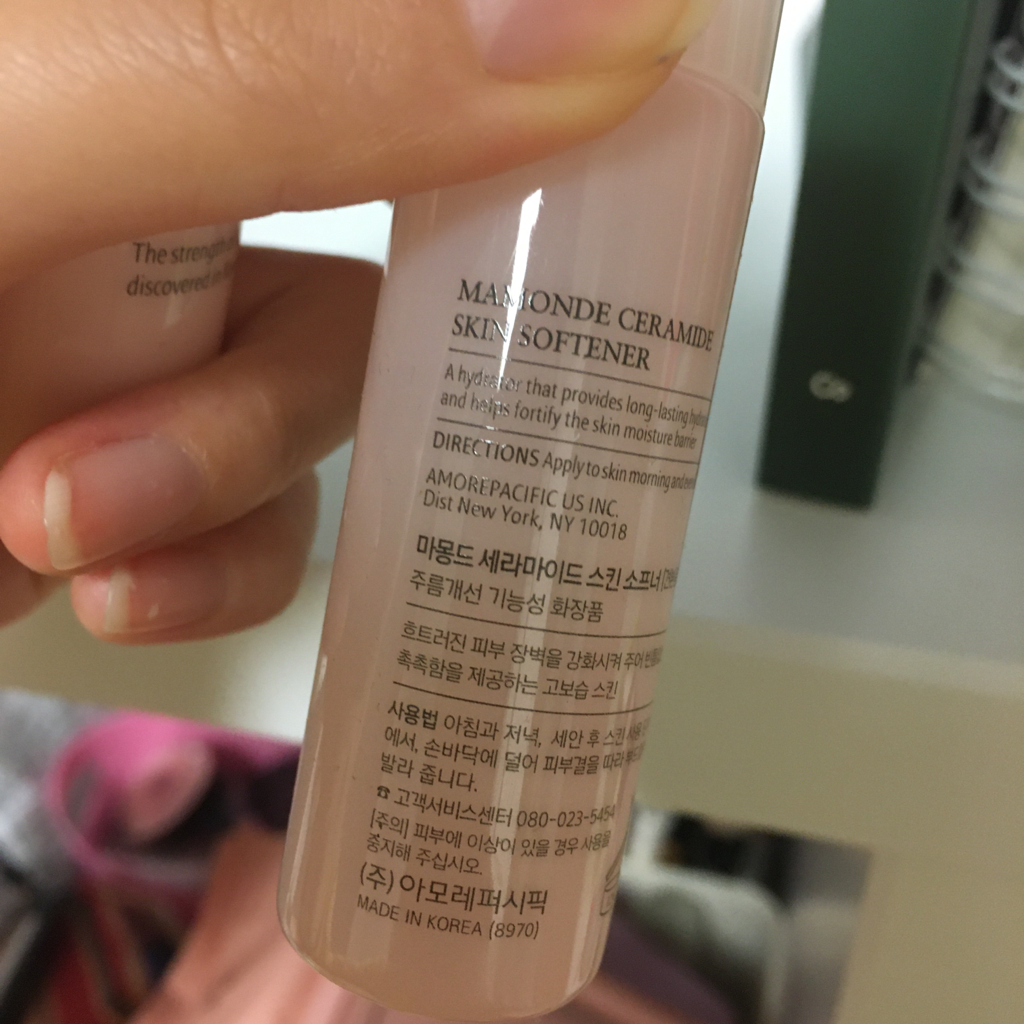 The strength
discovered in
MAMONDE CERAMIDE
SKIN SOFTENER
A hydrator that provides long-lasting
and helps fortify the skin moisture barrier
DIRECTIONS Apply to skin morning and
AMOREPACIFIC US INC.
Dist New York, NY 10018
마몽드 세라마이드 스킨 소프너
주름개선 기능성 화장품
흐트러진 피부 장벽을 강화시켜 주어
촉촉함을 제공하는 고보습 스킨
사용법 아침과 저녁, 세안 후 스킨 사용
에서, 손바닥에 덜어 피부결을 따라
발라 줍니다.
☎ 고객서비스센터 080-023-5454
[주의] 피부에 이상이 있을 경우 사용을
중지해 주십시오.
(주)아모레퍼시픽
MADE IN KOREA (8970)